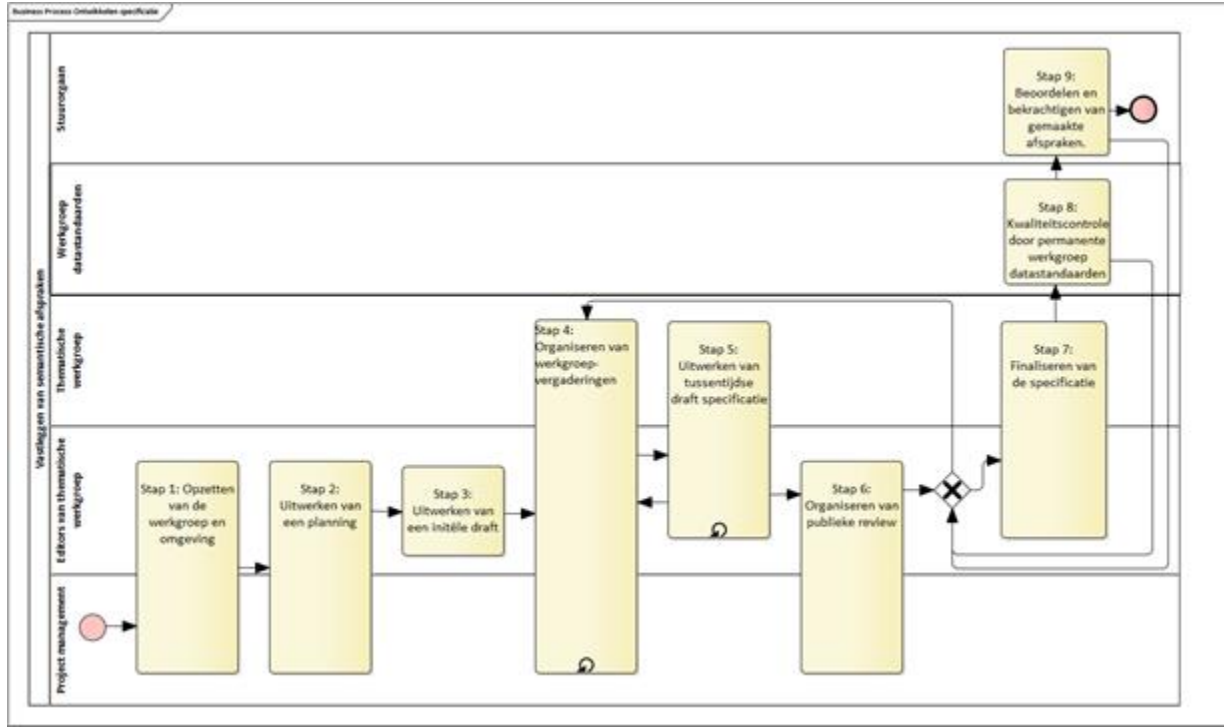 Business Process Ontwikkelen specificatie
Vastleggen van semantische afspraken
Stuurorgaan
Werkgroep
datastandaarden
Thematische
werkgroep
Editors van thematische
werkgroep
Project management
Stap 1: Opzetten
van de
werkgroep en
omgeving
Stap 2:
Uitwerken van
een planning
Stap 3:
Uitwerken van
een initële draft
Stap 4:
Organiseren van
werkgroep-
vergaderingen
Stap 5:
Uitwerken van
tussentijdse
draft specificatie
Stap 6:
Organiseren van
publieke review
Stap 7:
Finaliseren van
de specificatie
Stap 8:
Kwaliteitscontrole
door permanente
werkgroep
datastandaarden
Stap 9:
Beoordelen en
bekrachtigen van
gemaakte
afspraken.